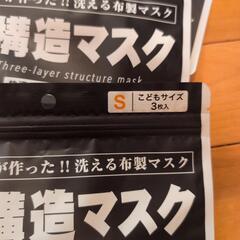 が作った!!洗える布製マスク
構造マスク
Three-layer structure mask
S こどもサイズ
3枚入
が作った!!洗える布製マスク
構造マスク